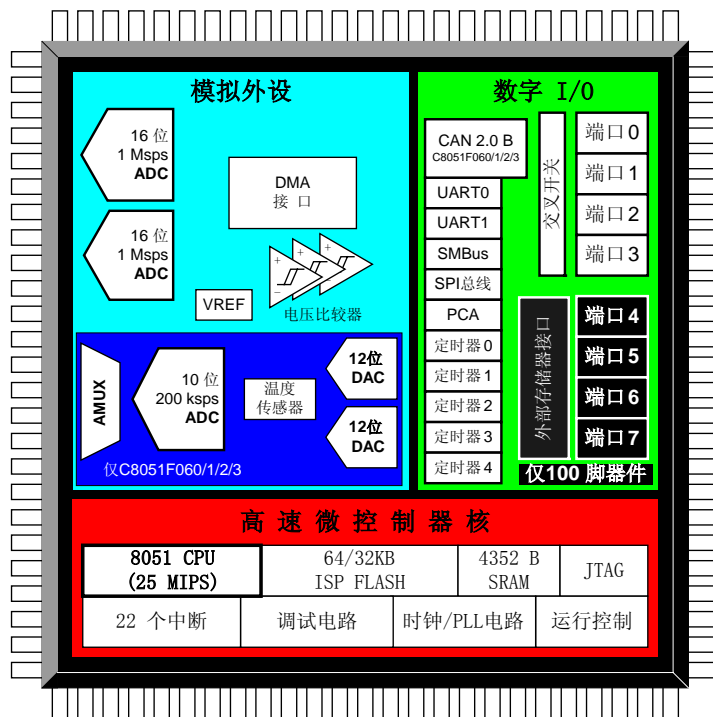 模拟外设
16 位
1 Msps
ADC
16 位
1 Msps
ADC
DMA
接 口
+
-
+
-
+
-
VREF
电压比较器
AMUX
10 位
200 ksps
ADC
温度
传感器
12位
DAC
12位
DAC
仅C8051F060/1/2/3
数字 I/0
CAN 2.0 B
C8051F060/1/2/3
UART0
UART1
SMBus
SPI总线
PCA
定时器 0
定时器 1
定时器 2
定时器 3
定时器 4
交叉开关
端口 0
端口 1
端口 2
端口 3
外部存储器接口
端口 4
端口 5
端口 6
端口 7
仅100 脚器件
高 速 微 控 制 器 核
8051 CPU
(25 MIPS)
64/32KB
ISP FLASH
4352 B
SRAM
JTAG
22 个中断
调试电路
时钟/PLL电路
运行控制